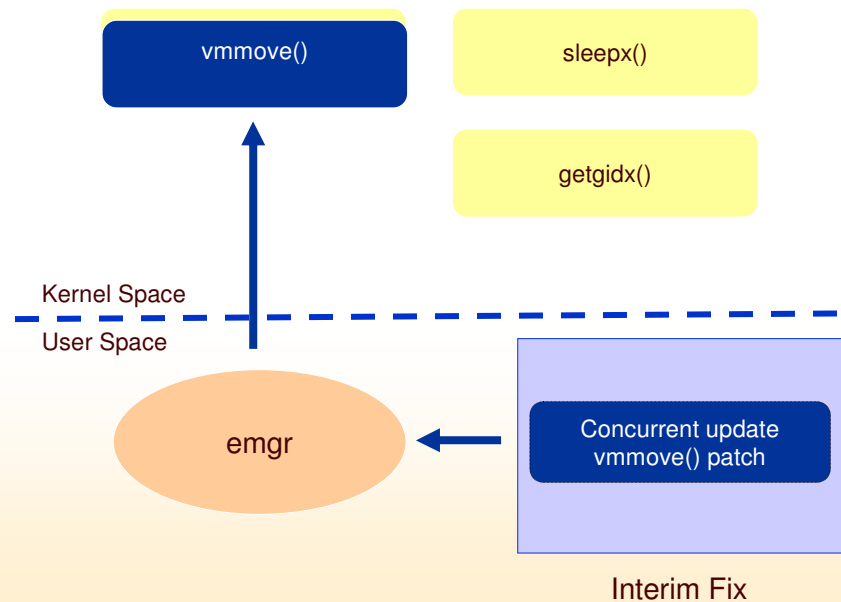 vmmove()
sleepx()
getgidx()
Kernel Space
User Space
emgr
Concurrent update
vmmove() patch
Interim Fix